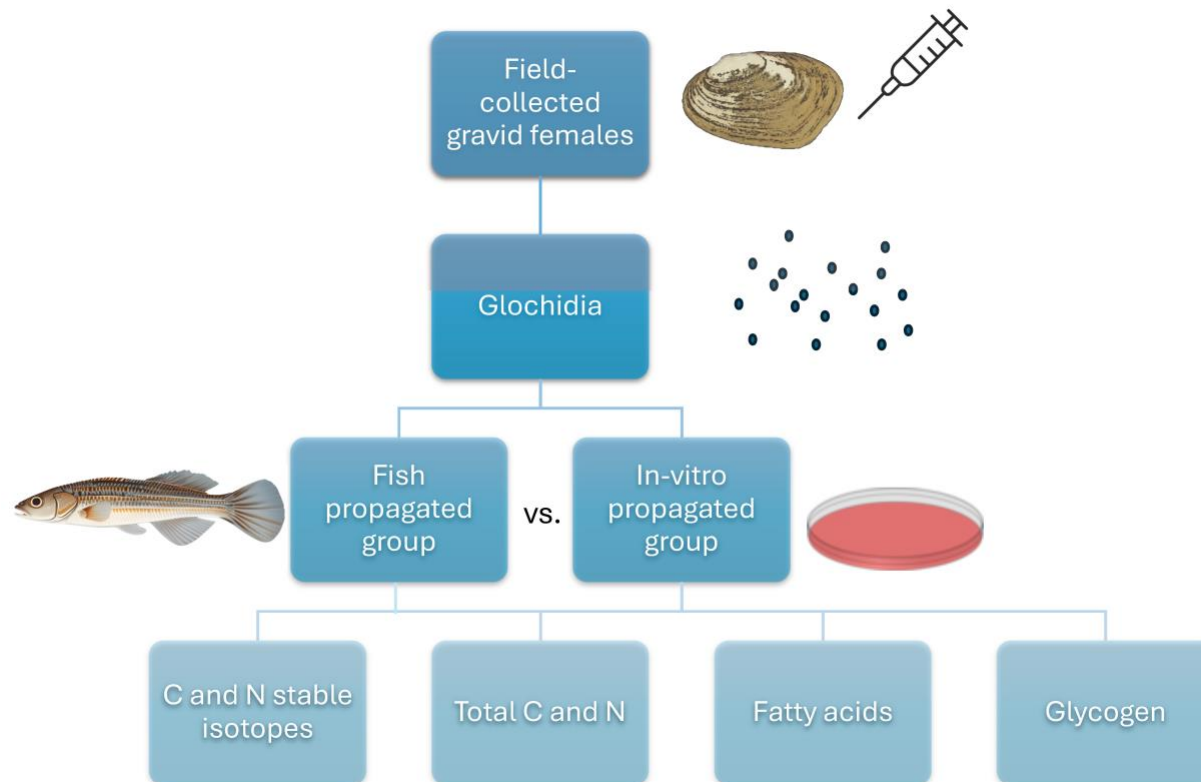 Field-
collected
gravid females
Glochidia
Fish
propagated
group
vs.
In-vitro
propagated
group
C and N stable
isotopes
Total C and N
Fatty acids
Glycogen